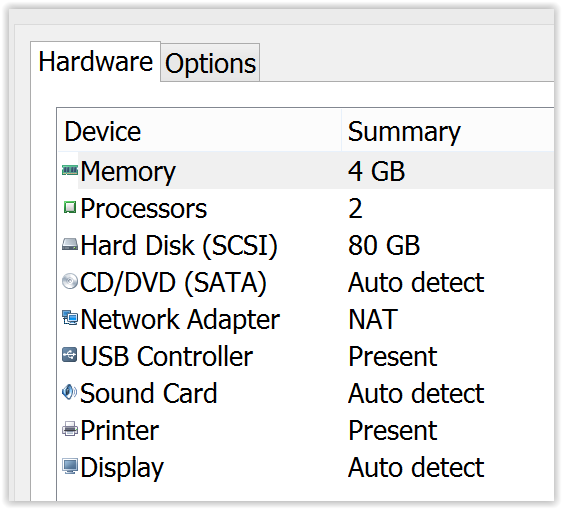 Hardware Options
Device Summary
Memory 4 GB
Processors 2
Hard Disk (SCSI) 80 GB
CD/DVD (SATA) Auto detect
Network Adapter NAT
USB Controller Present
Sound Card Auto detect
Printer Present
Display Auto detect